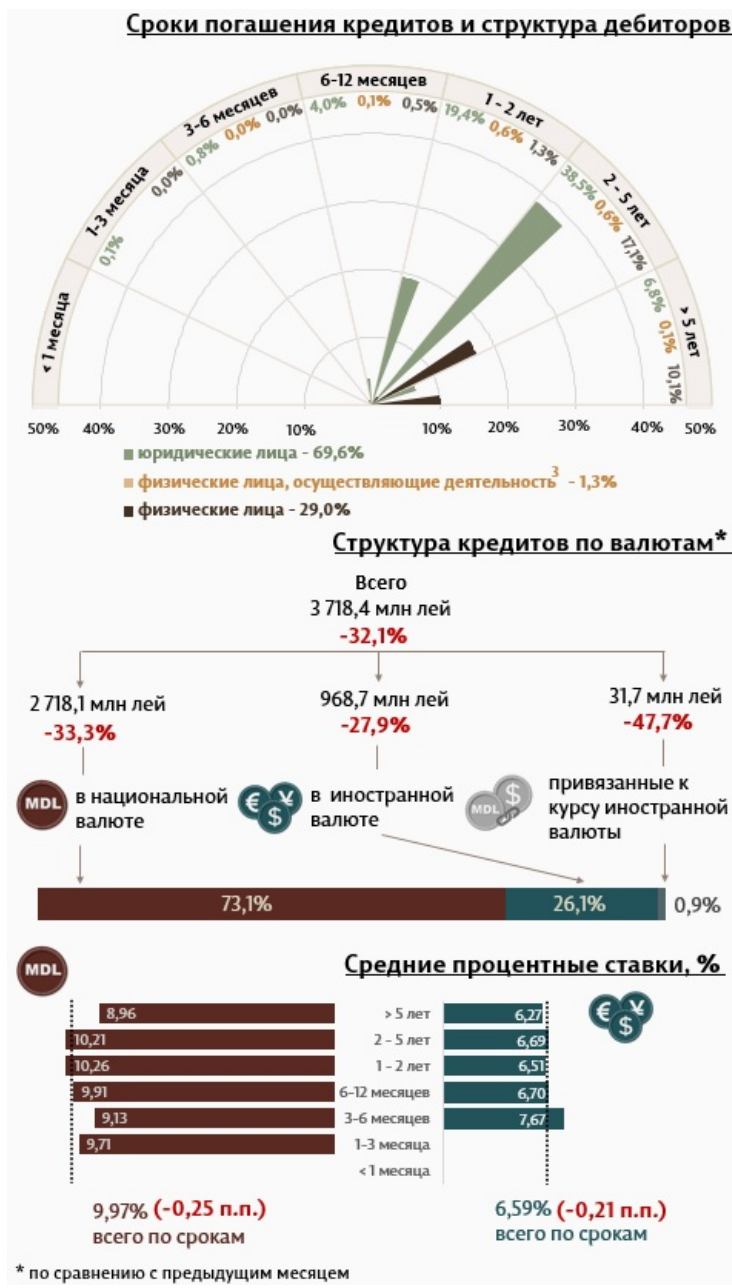 Сроки погашения кредитов и структура дебиторов
< 1 месяца
1-3 месяца
3-6 месяцев
6-12 месяцев
1 - 2 лет
2 - 5 лет
> 5 лет
0,1%
0,0%
0,8%
0,0%
0,0%
4,0%
0,1%
0,5%
19,4%
0,6%
1,3%
38,5%
0,6%
17,1%
6,8%
0,1%
10,1%
50% 40% 30% 20% 10% 10% 20% 30% 40% 50%
юридические лица - 69,6%
физические лица, осуществляющие деятельность3 - 1,3%
физические лица - 29,0%
Структура кредитов по валютам*
Всего
3 718,4 млн лей
-32,1%
2 718,1 млн лей
-33,3%
968,7 млн лей
-27,9%
31,7 млн лей
-47,7%
MDL
в национальной
валюте
€ ¥ $
в иностранной
валюте
MDL $
привязанные к
курсу иностранной
валюты
73,1% 26,1% 0,9%
MDL
Средние процентные ставки, %
€ ¥ $
8,96 > 5 лет 6,27
10,21 2 - 5 лет 6,69
10,26 1 - 2 лет 6,51
9,91 6-12 месяцев 6,70
9,13 3-6 месяцев 7,67
9,71 1-3 месяца
< 1 месяца
9,97% (-0,25 п.п.)
всего по срокам
6,59% (-0,21 п.п.)
всего по срокам
* по сравнению с предыдущим месяцем